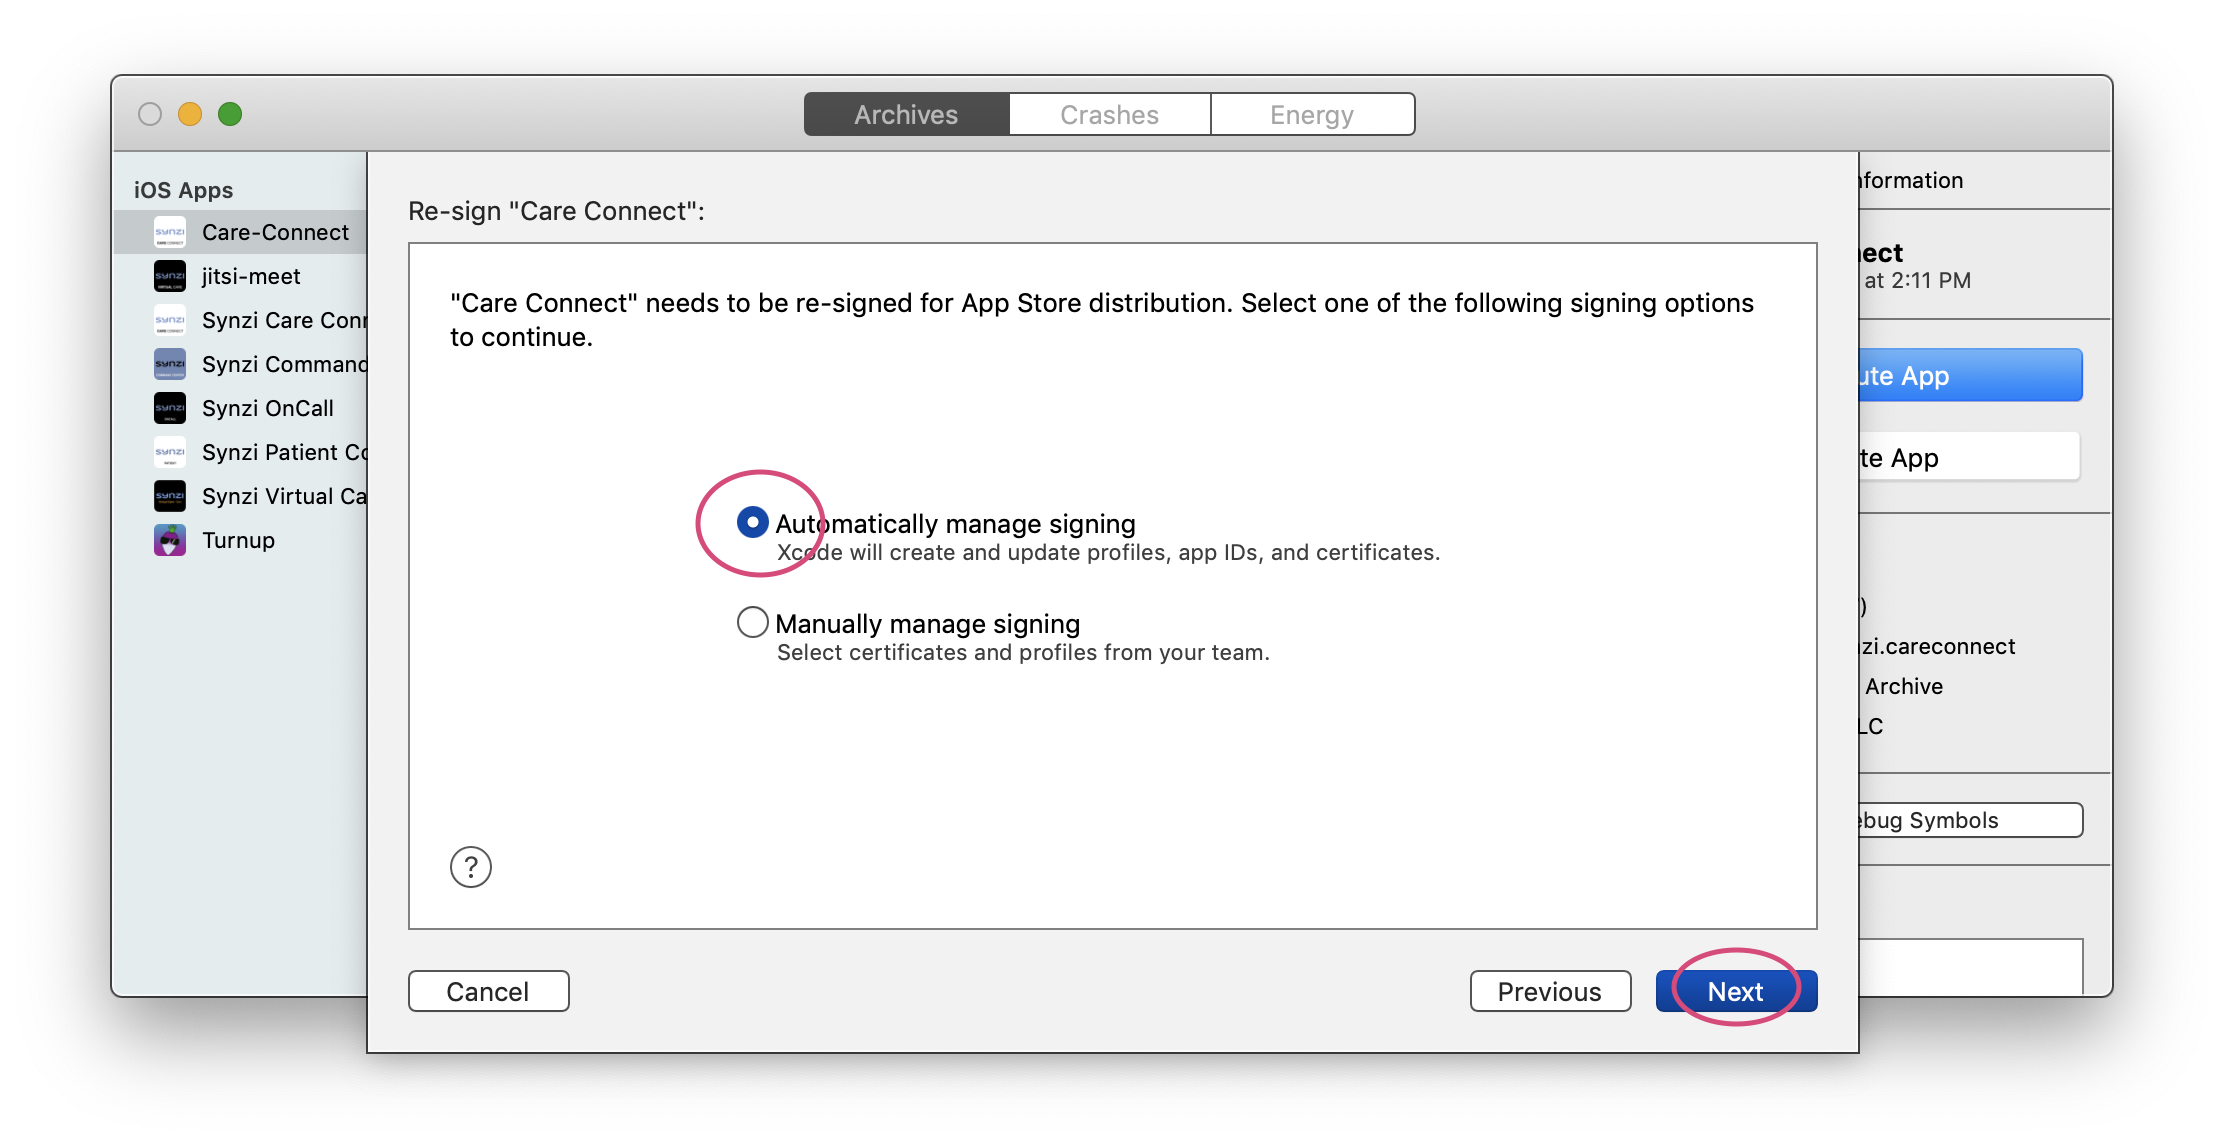 Archives
Crashes
Energy
iOS Apps
Care-Connect
jitsi-meet
Synzi Care Conn
Synzi Command
Synzi OnCall
Synzi Patient Co
Synzi Virtual Ca
Turnup
Re-sign "Care Connect":
"Care Connect" needs to be re-signed for App Store distribution. Select one of the following signing options
to continue.
Automatically manage signing
Xcode will create and update profiles, app IDs, and certificates.
Manually manage signing
Select certificates and profiles from your team.
?
Cancel
Previous
Next
nformation
nect
at 2:11 PM
ute App
te App
)
nzi.careconnect
Archive
LC
ebug Symbols